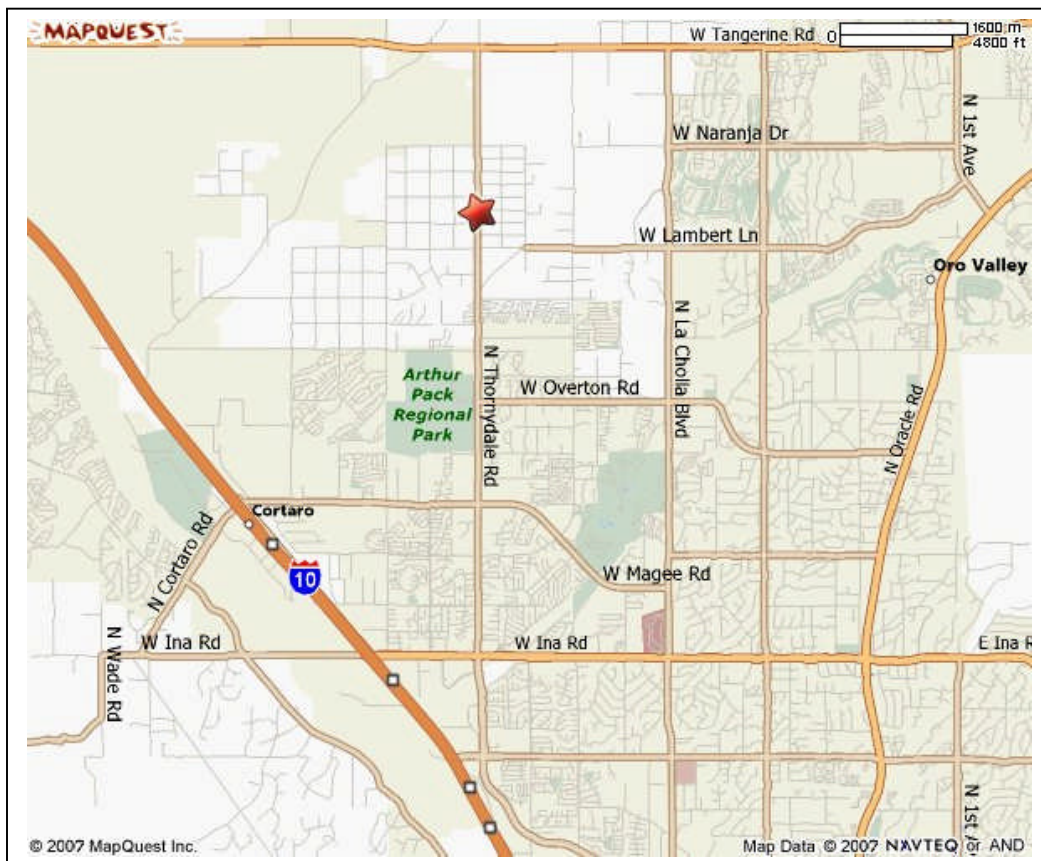 MAPQUEST
W Tangerine Rd
0
1600 m
4800 ft
N 1st Ave
W Naranja Dr
W Lambert Ln
Oro Valley
N La Cholla Blvd
N Thornydale Rd
Arthur
Pack
Regional
Park
W Overton Rd
N Oracle Rd
Cortaro
N Cortaro Rd
10
W Magee Rd
N Wade Rd
W Ina Rd
W Ina Rd
E Ina R
N 1st A
© 2007 MapQuest Inc.
Map Data © 2007 NAVTEQ or AND